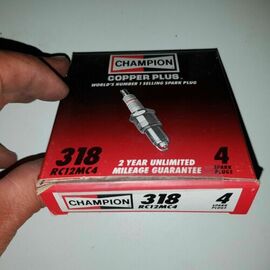 CHAMPION
COPPER PLUS
WORLD'S NUMBER 1 SELLING SPARK PLUG
318
RC12MC4
2 YEAR UNLIMITED
MILEAGE GUARANTEE
4
SPARK
PLUGS
CHAMPION
318
RC12MC4
4
SPARK
PLUGS